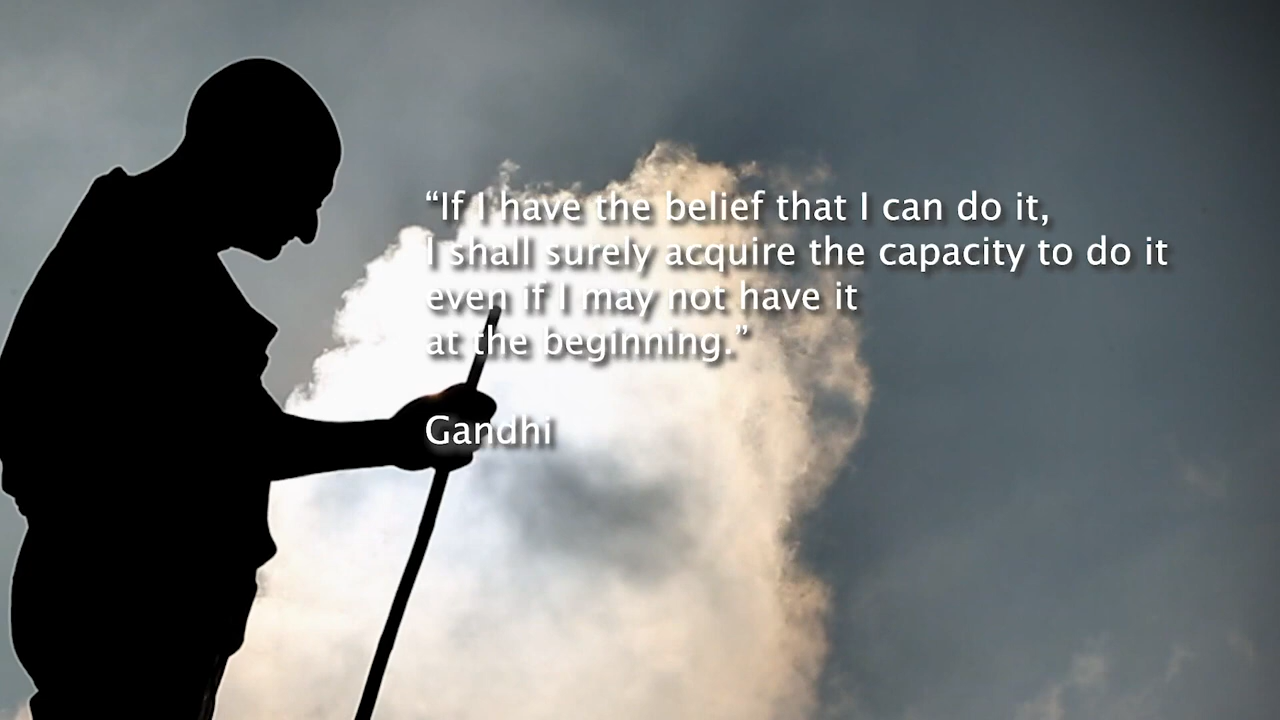 “If I have the belief that I can do it,
I shall surely acquire the capacity to do it
even if I may not have it
at the beginning.”
Gandhi